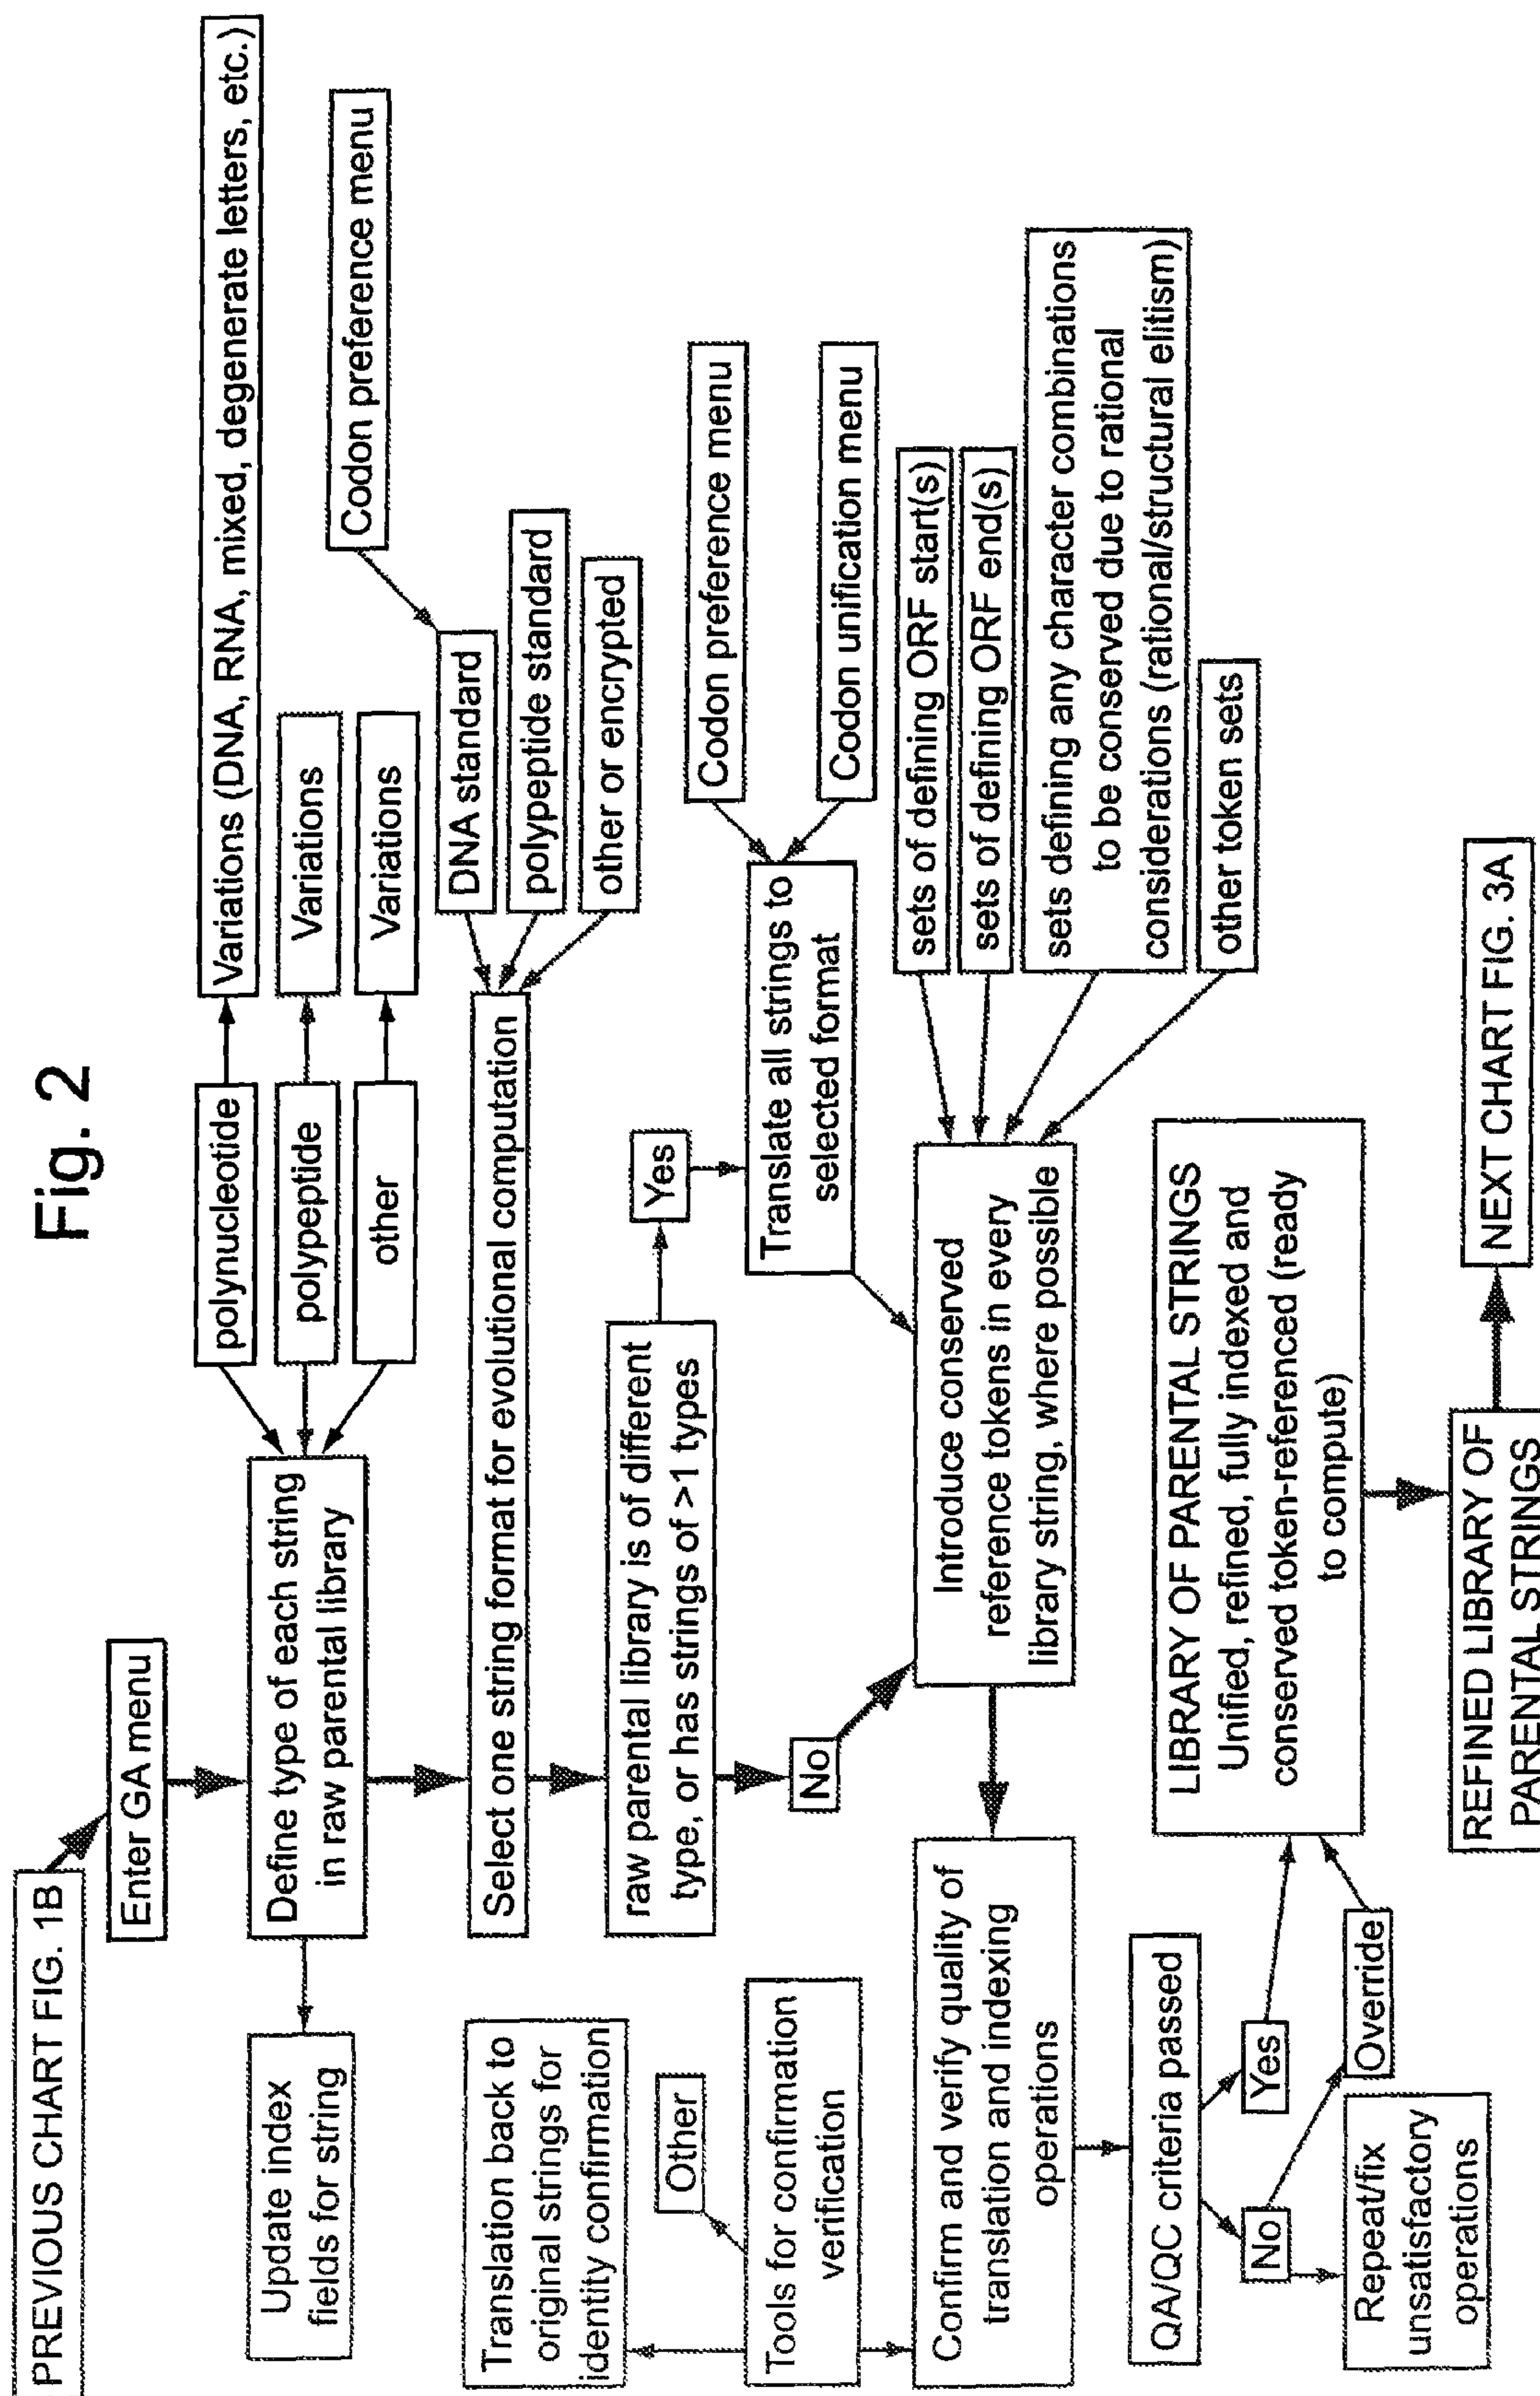 Fig. 2
PREVIOUS CHART FIG. 1B
Enter GA menu
Update index
fields for string
Define type of each string
in raw parental library
polynucleotide
polypeptide
other
Variations (DNA, RNA, mixed, degenerate letters, etc.)
Variations
Variations
Codon preference menu
Select one string format for evolutional computation
DNA standard
polypeptide standard
other or encrypted
Translation back to
original strings for
identity confirmation
raw parental library is of different
type, or has strings of >1 types
Yes
Codon preference menu
Other
Tools for confirmation
verification
No
Translate all strings to
selected format
Codon unification menu
Confirm and verify quality of
translation and indexing
operations
Introduce conserved
reference tokens in every
library string, where possible
sets of defining ORF start(s)
sets of defining ORF end(s)
sets defining any character combinations
to be conserved due to rational
considerations (rational/structural elitism)
other token sets
QA/QC criteria passed
No
Yes
Repeat/fix
unsatisfactory
operations
Override
LIBRARY OF PARENTAL STRINGS
Unified, refined, fully indexed and
conserved token-referenced (ready
to compute)
REFINED LIBRARY OF
PARENTAL STRINGS
NEXT CHART FIG. 3A